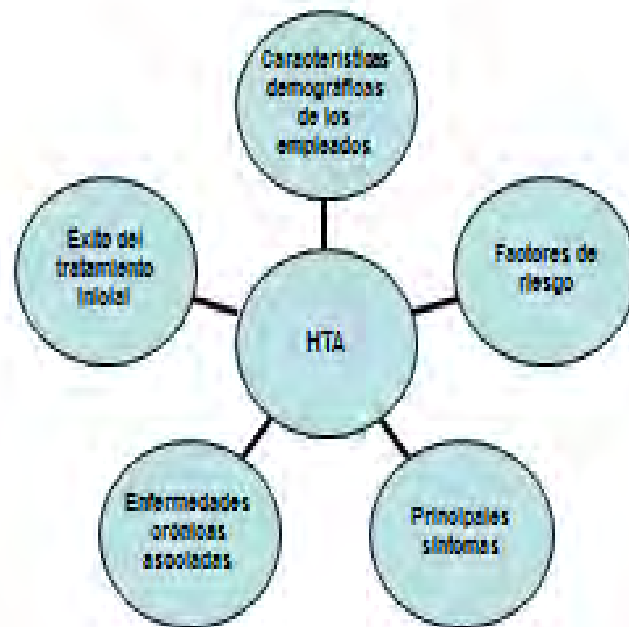 Características
demográficas
de los
empleados
Éxito del
tratamiento
inicial
Factores de
riesgo
HTA
Enfermedades
crónicas
asociadas
Principales
síntomas